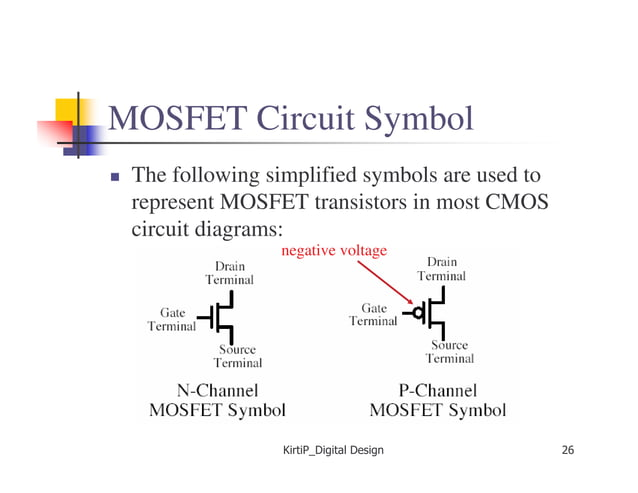 MOSFET Circuit Symbol
The following simplified symbols are used to
represent MOSFET transistors in most CMOS
circuit diagrams:
negative voltage
Drain
Terminal
Gate
Terminal
Source
Terminal
N-Channel
MOSFET Symbol
Drain
Terminal
Gate
Terminal
Source
Terminal
P-Channel
MOSFET Symbol
KirtiP_Digital Design
26